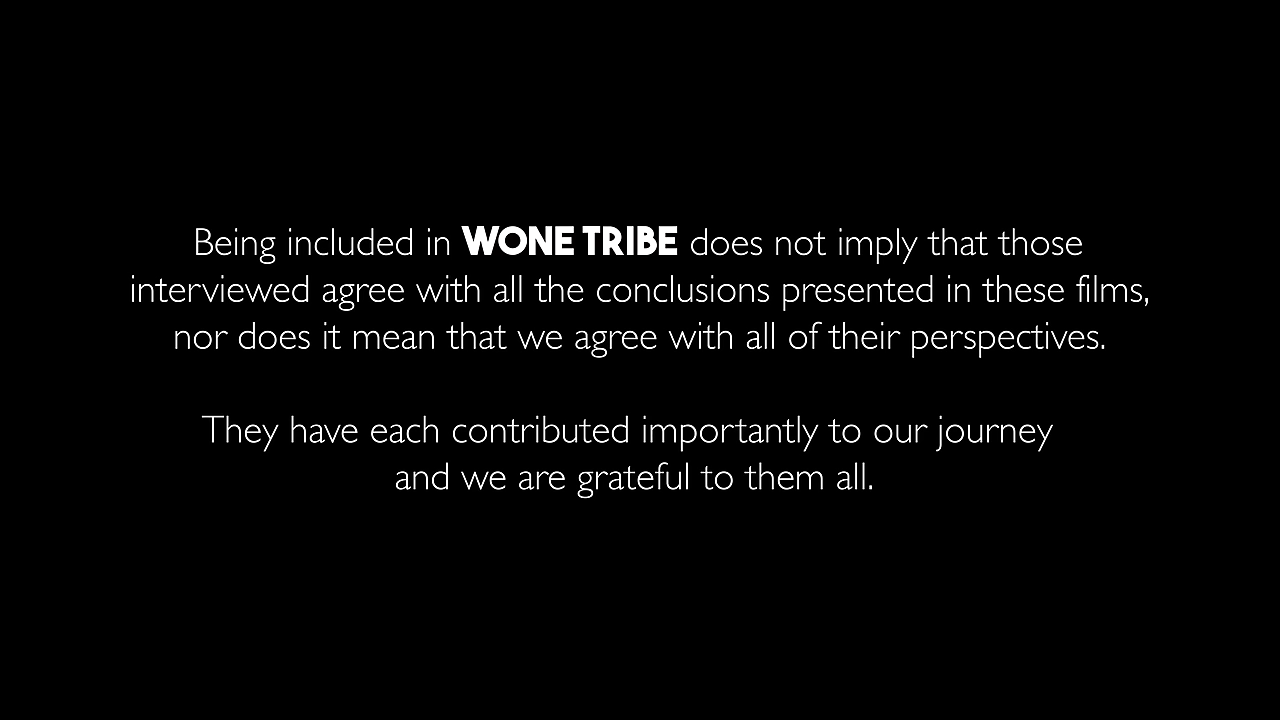 Being included in WONE TRIBE does not imply that those
interviewed agree with all the conclusions presented in these films,
nor does it mean that we agree with all of their perspectives.
They have each contributed importantly to our journey
and we are grateful to them all.